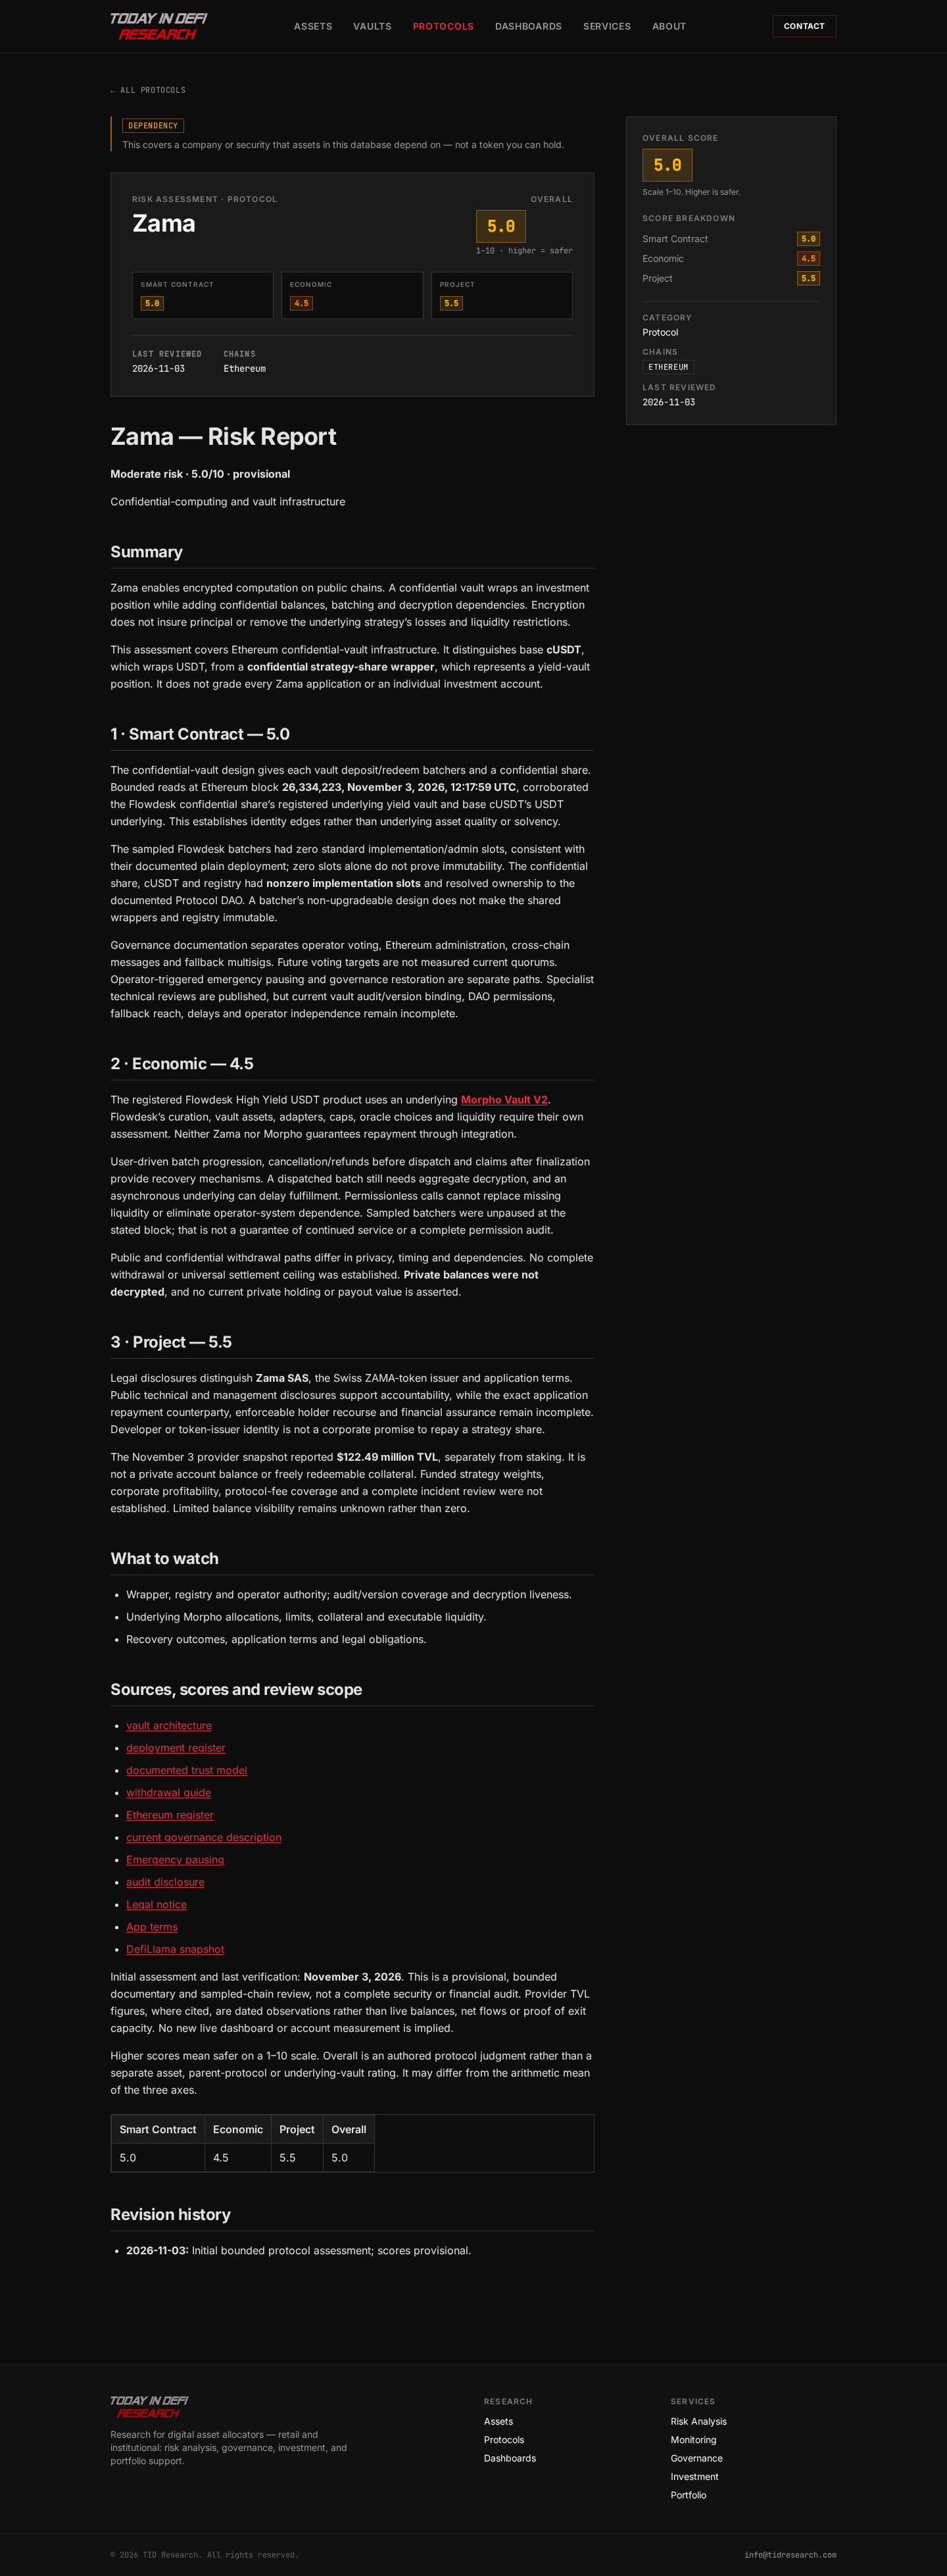 TODAY IN DEFI
RESEARCH
ASSETS VAULTS PROTOCOLS DASHBOARDS SERVICES ABOUT
CONTACT
← ALL PROTOCOLS
DEPENDENCY
This covers a company or security that assets in this database depend on — not a token you can hold.
RISK ASSESSMENT · PROTOCOL
Zama
OVERALL
5.0
1–10 · higher = safer
SMART CONTRACT
5.0
ECONOMIC
4.5
PROJECT
5.5
LAST REVIEWED
2026-11-03
CHAINS
Ethereum
OVERALL SCORE
5.0
Scale 1–10. Higher is safer.
SCORE BREAKDOWN
Smart Contract 5.0
Economic 4.5
Project 5.5
CATEGORY
Protocol
CHAINS
ETHEREUM
LAST REVIEWED
2026-11-03
Zama — Risk Report
Moderate risk · 5.0/10 · provisional
Confidential-computing and vault infrastructure
Summary
Zama enables encrypted computation on public chains. A confidential vault wraps an investment
position while adding confidential balances, batching and decryption dependencies. Encryption
does not insure principal or remove the underlying strategy’s losses and liquidity restrictions.
This assessment covers Ethereum confidential-vault infrastructure. It distinguishes base cUSDT,
which wraps USDT, from a confidential strategy-share wrapper, which represents a yield-vault
position. It does not grade every Zama application or an individual investment account.
1 · Smart Contract — 5.0
The confidential-vault design gives each vault deposit/redeem batchers and a confidential share.
Bounded reads at Ethereum block 26,334,223, November 3, 2026, 12:17:59 UTC, corroborated
the Flowdesk confidential share’s registered underlying yield vault and base cUSDT’s USDT
underlying. This establishes identity edges rather than underlying asset quality or solvency.
The sampled Flowdesk batchers had zero standard implementation/admin slots, consistent with
their documented plain deployment; zero slots alone do not prove immutability. The confidential
share, cUSDT and registry had nonzero implementation slots and resolved ownership to the
documented Protocol DAO. A batcher’s non-upgradeable design does not make the shared
wrappers and registry immutable.
Governance documentation separates operator voting, Ethereum administration, cross-chain
messages and fallback multisigs. Future voting targets are not measured current quorums.
Operator-triggered emergency pausing and governance restoration are separate paths. Specialist
technical reviews are published, but current vault audit/version binding, DAO permissions,
fallback reach, delays and operator independence remain incomplete.
2 · Economic — 4.5
The registered Flowdesk High Yield USDT product uses an underlying Morpho Vault V2.
Flowdesk’s curation, vault assets, adapters, caps, oracle choices and liquidity require their own
assessment. Neither Zama nor Morpho guarantees repayment through integration.
User-driven batch progression, cancellation/refunds before dispatch and claims after finalization
provide recovery mechanisms. A dispatched batch still needs aggregate decryption, and an
asynchronous underlying can delay fulfillment. Permissionless calls cannot replace missing
liquidity or eliminate operator-system dependence. Sampled batchers were unpaused at the
stated block; that is not a guarantee of continued service or a complete permission audit.
Public and confidential withdrawal paths differ in privacy, timing and dependencies. No complete
withdrawal or universal settlement ceiling was established. Private balances were not
decrypted, and no current private holding or payout value is asserted.
3 · Project — 5.5
Legal disclosures distinguish Zama SAS, the Swiss ZAMA-token issuer and application terms.
Public technical and management disclosures support accountability, while the exact application
repayment counterparty, enforceable holder recourse and financial assurance remain incomplete.
Developer or token-issuer identity is not a corporate promise to repay a strategy share.
The November 3 provider snapshot reported $122.49 million TVL, separately from staking. It is
not a private account balance or freely redeemable collateral. Funded strategy weights,
corporate profitability, protocol-fee coverage and a complete incident review were not
established. Limited balance visibility remains unknown rather than zero.
What to watch
• Wrapper, registry and operator authority; audit/version coverage and decryption liveness.
• Underlying Morpho allocations, limits, collateral and executable liquidity.
• Recovery outcomes, application terms and legal obligations.
Sources, scores and review scope
• vault architecture
• deployment register
• documented trust model
• withdrawal guide
• Ethereum register
• current governance description
• Emergency pausing
• audit disclosure
• Legal notice
• App terms
• DefiLlama snapshot
Initial assessment and last verification: November 3, 2026. This is a provisional, bounded
documentary and sampled-chain review, not a complete security or financial audit. Provider TVL
figures, where cited, are dated observations rather than live balances, net flows or proof of exit
capacity. No new live dashboard or account measurement is implied.
Higher scores mean safer on a 1–10 scale. Overall is an authored protocol judgment rather than a
separate asset, parent-protocol or underlying-vault rating. It may differ from the arithmetic mean
of the three axes.
Smart Contract Economic Project Overall
5.0 4.5 5.5 5.0
Revision history
• 2026-11-03: Initial bounded protocol assessment; scores provisional.
TODAY IN DEFI
RESEARCH
Research for digital asset allocators — retail and
institutional: risk analysis, governance, investment, and
portfolio support.
RESEARCH
Assets
Protocols
Dashboards
SERVICES
Risk Analysis
Monitoring
Governance
Investment
Portfolio
© 2026 TID Research. All rights reserved.
info@tidresearch.com